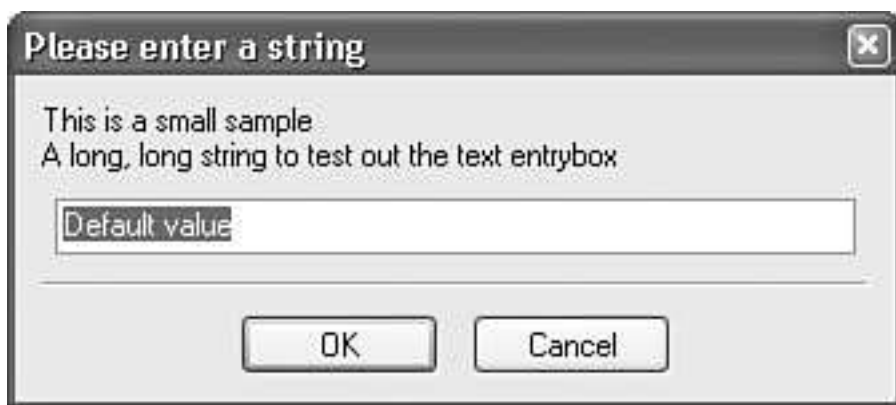 Please enter a string
This is a small sample
A long, long string to test out the text entrybox
Default value
OK
Cancel